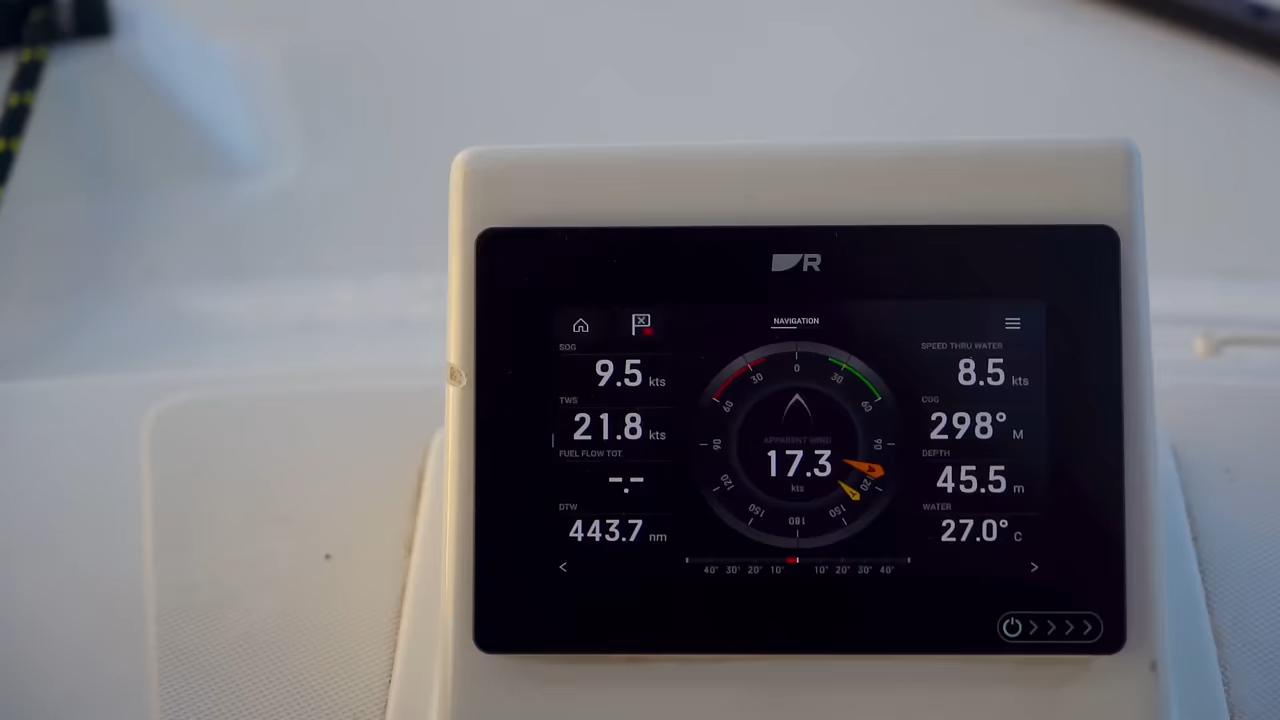 R
NAVIGATION
SOG
9.5 kts
TWS
21.8 kts
FUEL FLOW TOT.
-.-
DTW
443.7 nm
0
30 30
60 60
90 90
120
150 150
180
APPARENT WIND
17.3
kts
SPEED THRU WATER
8.5 kts
COG
298° M
DEPTH
45.5 m
WATER
27.0° C
< >
40° 30° 20° 10° 10° 20° 30° 40°